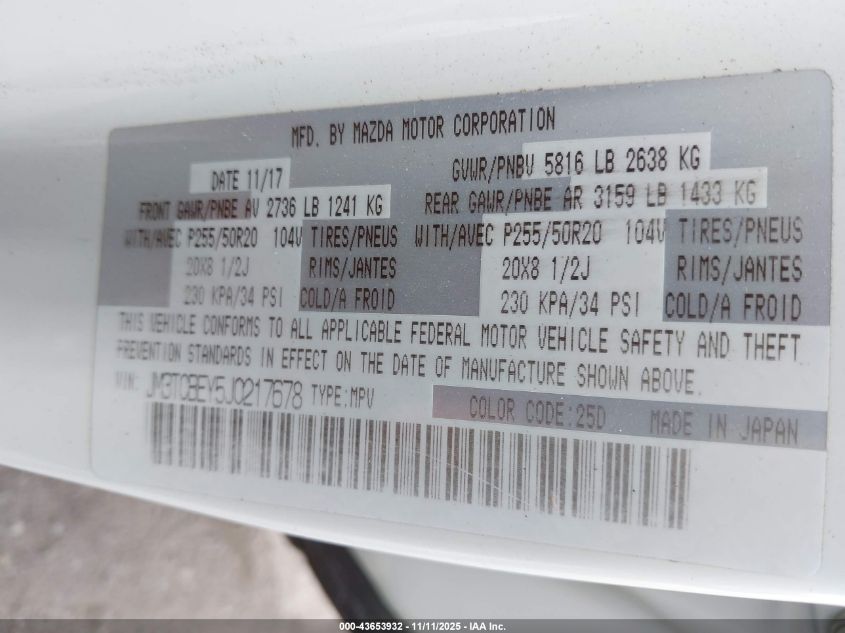 MFD. BY MAZDA MOTOR CORPORATION
DATE 11/17 GVWR/PNBV 5816 LB 2638 KG
FRONT GAWR/PNBE AV 2736 LB 1241 KG REAR GAWR/PNBE AR 3159 LB 1433 KG
WITH/AVEC P255/50R20 104V TIRES/PNEUS WITH/AVEC P255/50R20 104V TIRES/PNEUS
20X8 1/2J RIMS/JANTES 20X8 1/2J RIMS/JANTES
230 KPA/34 PSI COLD/A FROID 230 KPA/34 PSI COLD/A FROID
THIS VEHICLE CONFORMS TO ALL APPLICABLE FEDERAL MOTOR VEHICLE SAFETY AND THEFT
PREVENTION STANDARDS IN EFFECT ON THE DATE OF MANUFACTURE SHOWN ABOVE.
VIN: JM3TCBEY5J0217678 TYPE:MPV
COLOR CODE:25D MADE IN JAPAN
000-43653932 - 11/11/2025 - IAA Inc.